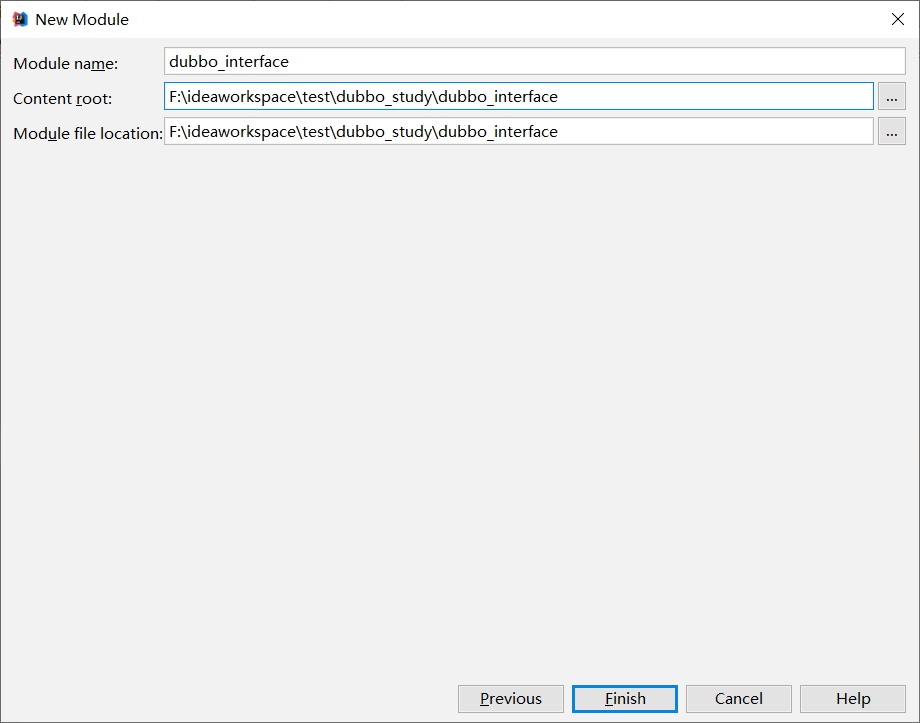 New Module
Module name: dubbo_interface
Content root: F:\ideaworkspace\test\dubbo_study\dubbo_interface ...
Module file location: F:\ideaworkspace\test\dubbo_study\dubbo_interface ...
Previous Finish Cancel Help